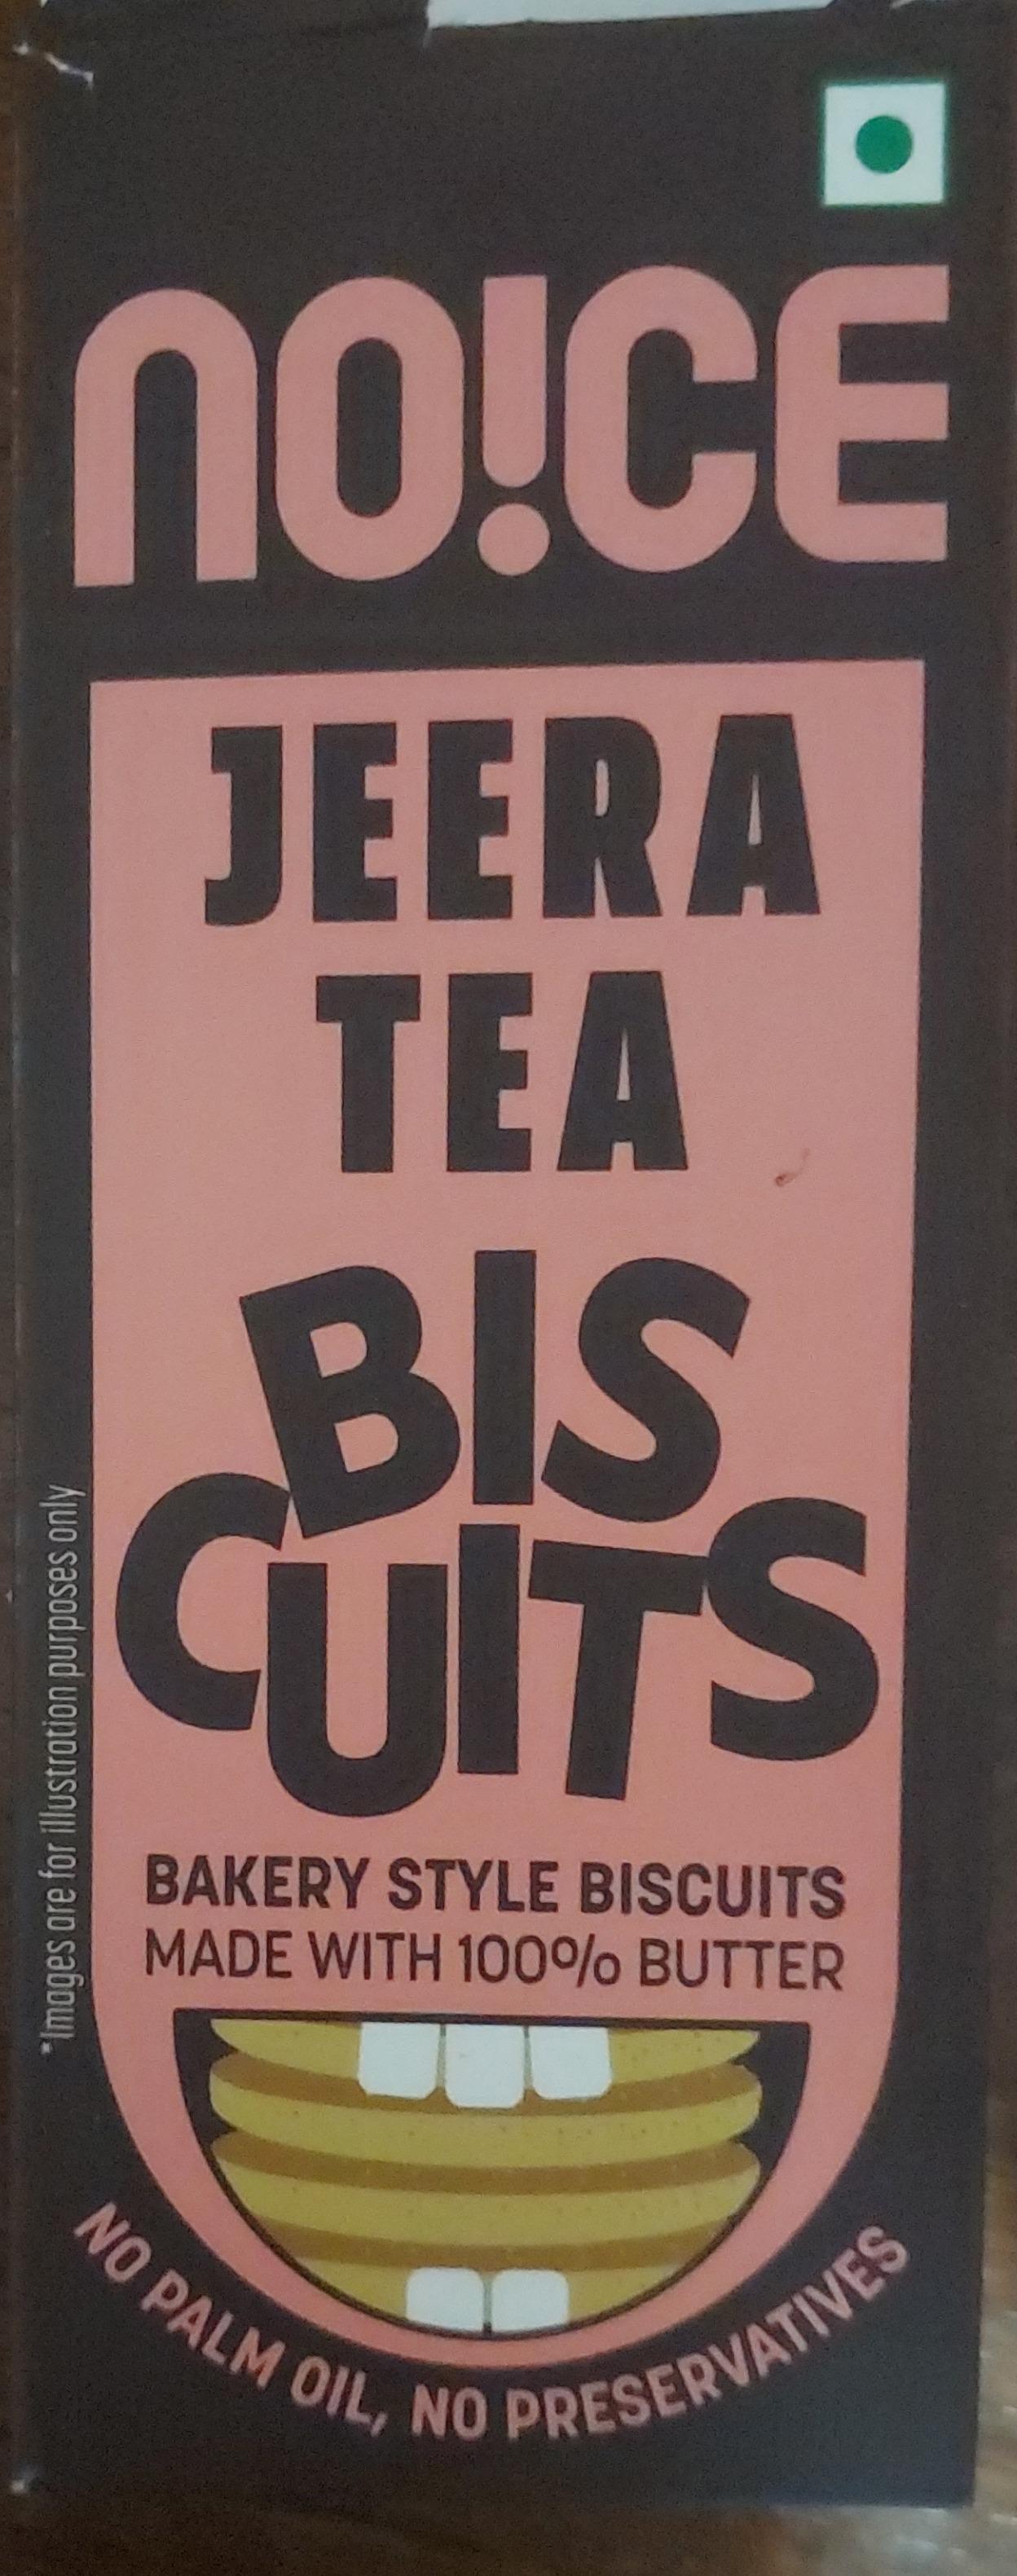 NO!CE
JEERA
TEA
BIS
CUITS
BAKERY STYLE BISCUITS
MADE WITH 100% BUTTER
NO PALM OIL, NO PRESERVATIVES
*Images are for illustration purposes only